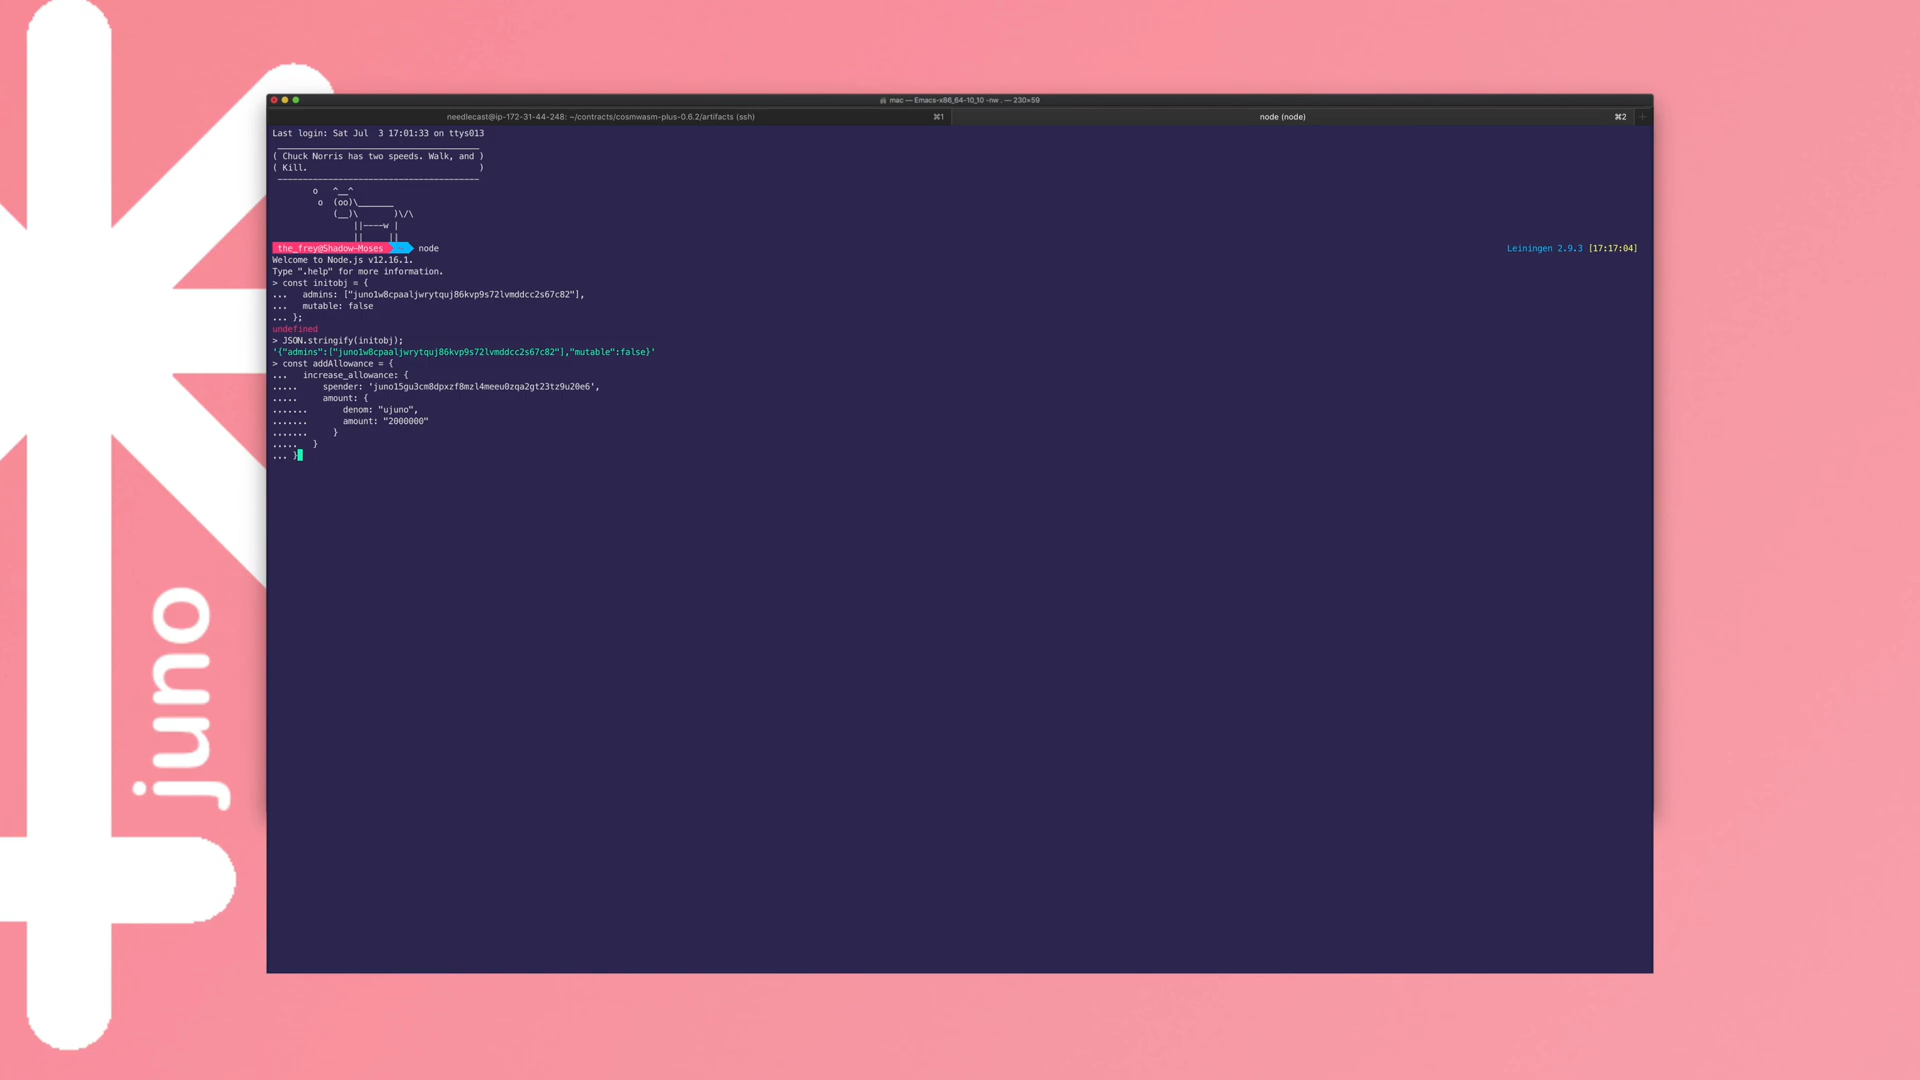 mac — Emacs-x86_64-10_10 -nw . — 230×59
needlecast@ip-172-31-44-248: ~/contracts/cosmwasm-plus-0.6.2/artifacts (ssh) ⌘1 node (node) ⌘2 +
Last login: Sat Jul  3 17:01:33 on ttys013
( Chuck Norris has two speeds. Walk, and )
( Kill. )
o   ^__^
o  (oo)\_______
(__)\       )\/\
||----w |
||     ||
the_frey@Shadow-Moses ~ node Leiningen 2.9.3 [17:17:04]
Welcome to Node.js v12.16.1.
Type ".help" for more information.
> const initobj = {
...   admins: ["juno1w8cpaaljwrytquj86kvp9s72lvmddcc2s67c82"],
...   mutable: false
... };
undefined
> JSON.stringify(initobj);
'{"admins":["juno1w8cpaaljwrytquj86kvp9s72lvmddcc2s67c82"],"mutable":false}'
> const addAllowance = {
...   increase_allowance: {
.....     spender: 'juno15gu3cm8dpxzf8mzl4meeu0zqa2gt23tz9u20e6',
.....     amount: {
.......       denom: "ujuno",
.......       amount: "2000000"
.......     }
.....   }
... }
juno